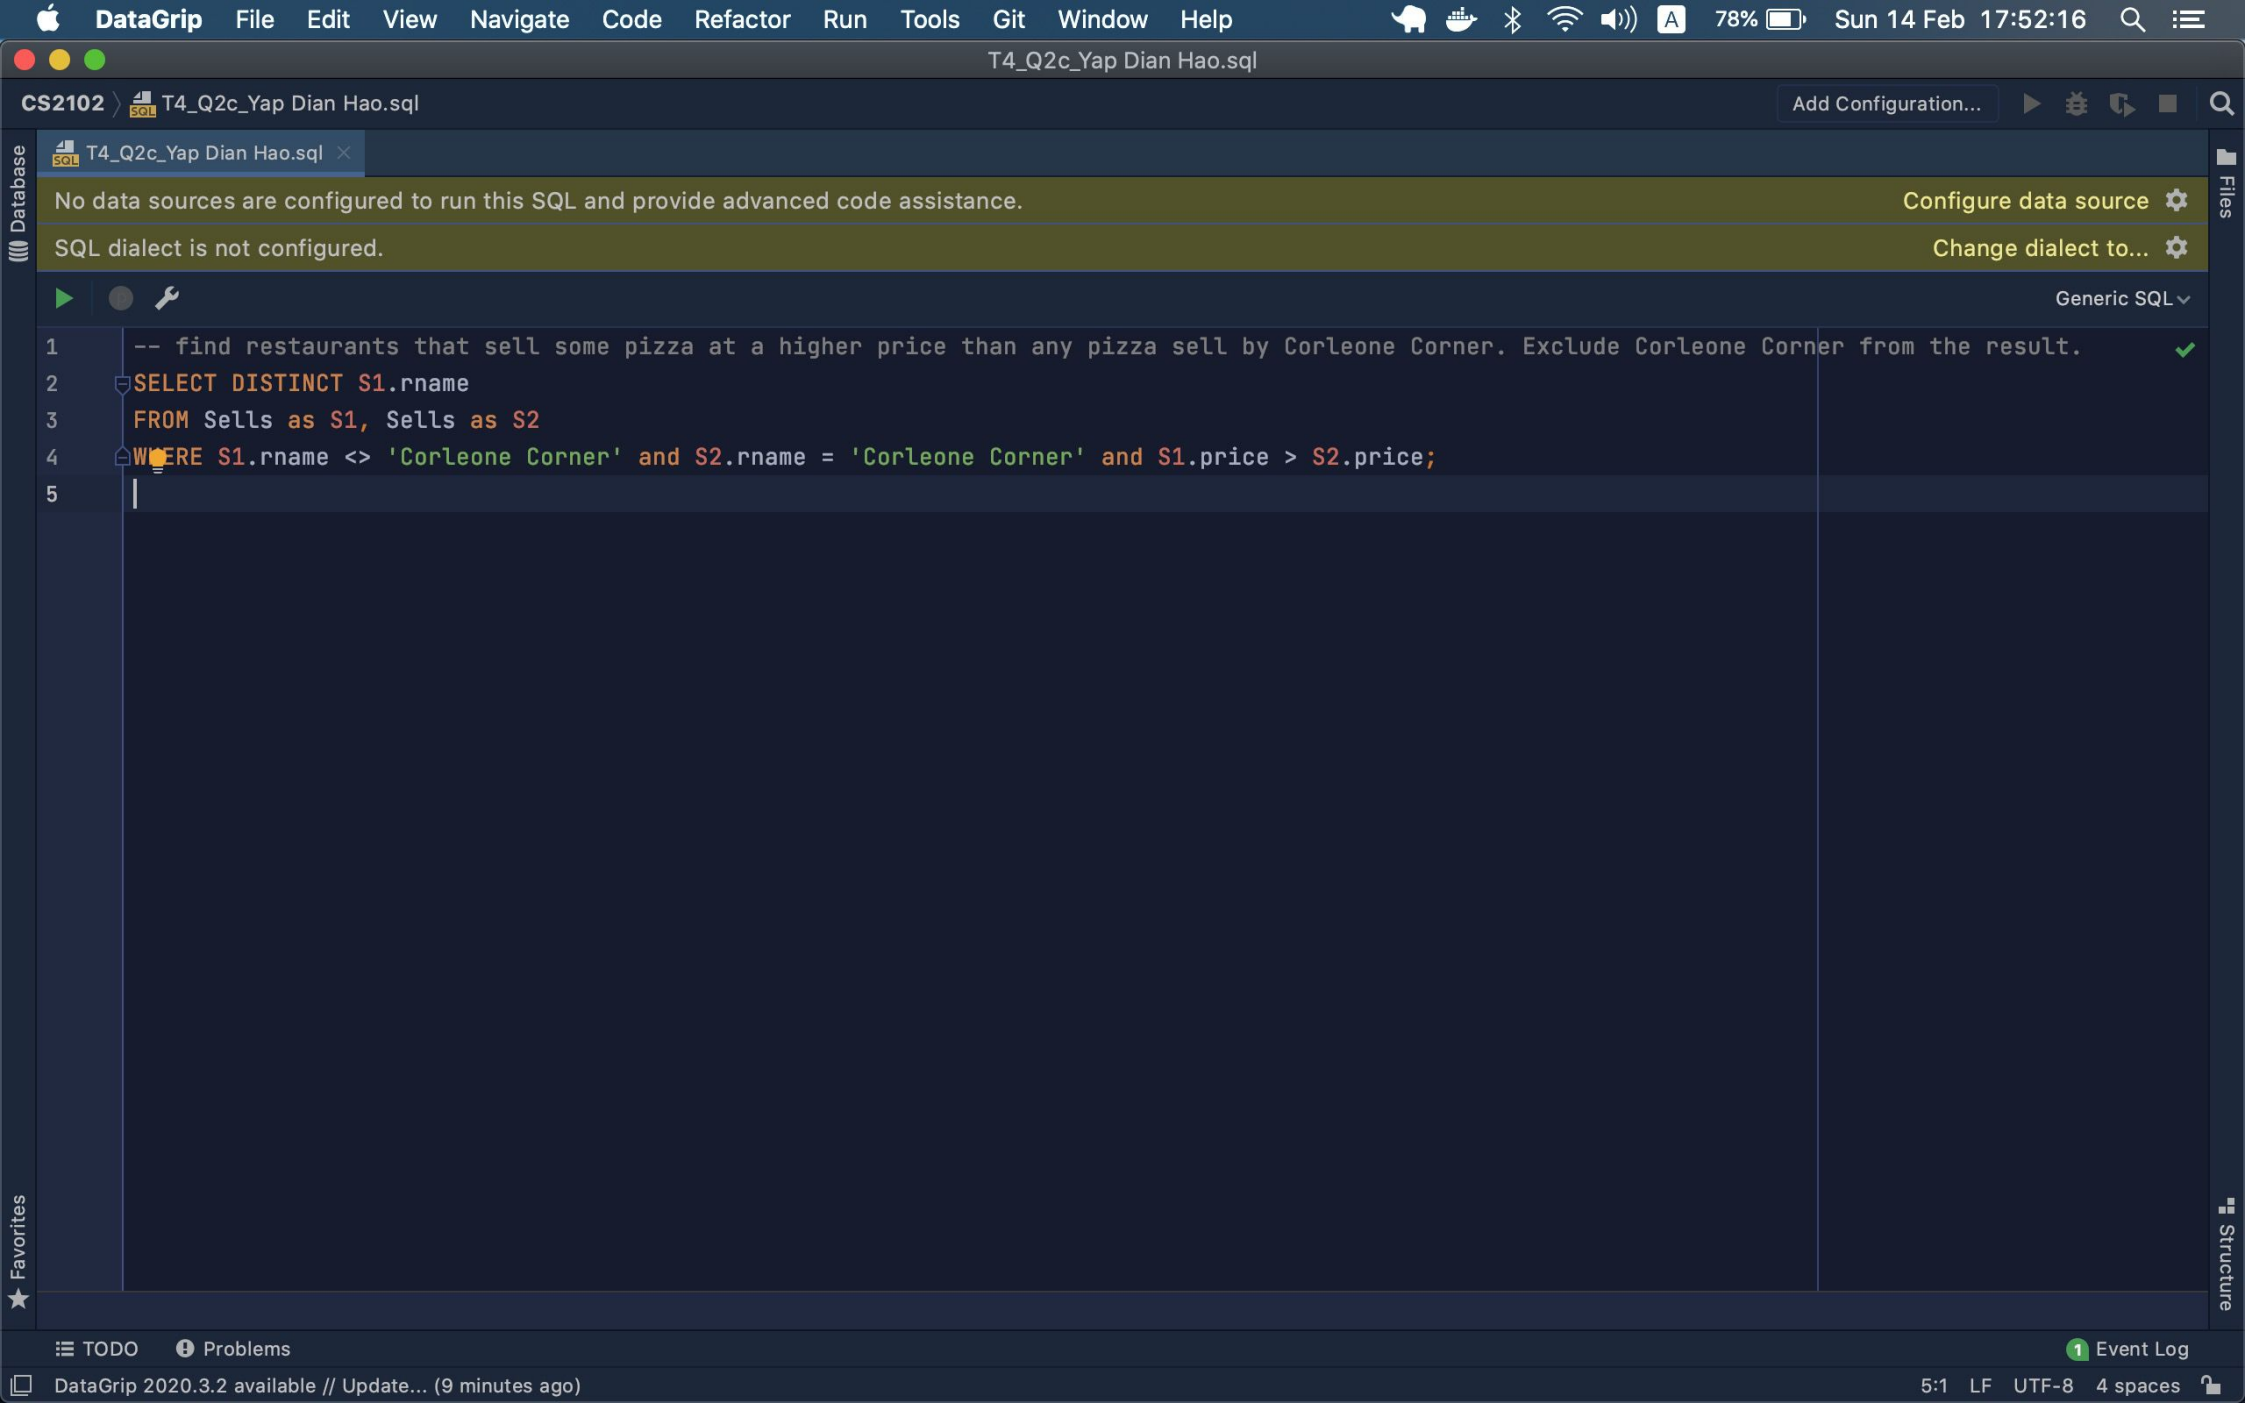 DataGrip File Edit View Navigate Code Refactor Run Tools Git Window Help A 78% Sun 14 Feb 17:52:16
T4_Q2c_Yap Dian Hao.sql
CS2102 T4_Q2c_Yap Dian Hao.sql Add Configuration...
T4_Q2c_Yap Dian Hao.sql
Database
Files
No data sources are configured to run this SQL and provide advanced code assistance. Configure data source
SQL dialect is not configured. Change dialect to...
Generic SQL
1 -- find restaurants that sell some pizza at a higher price than any pizza sell by Corleone Corner. Exclude Corleone Corner from the result.
2 SELECT DISTINCT S1.rname
3 FROM Sells as S1, Sells as S2
4 WHERE S1.rname <> 'Corleone Corner' and S2.rname = 'Corleone Corner' and S1.price > S2.price;
5
Favorites
Structure
TODO Problems 1 Event Log
DataGrip 2020.3.2 available // Update... (9 minutes ago) 5:1 LF UTF-8 4 spaces